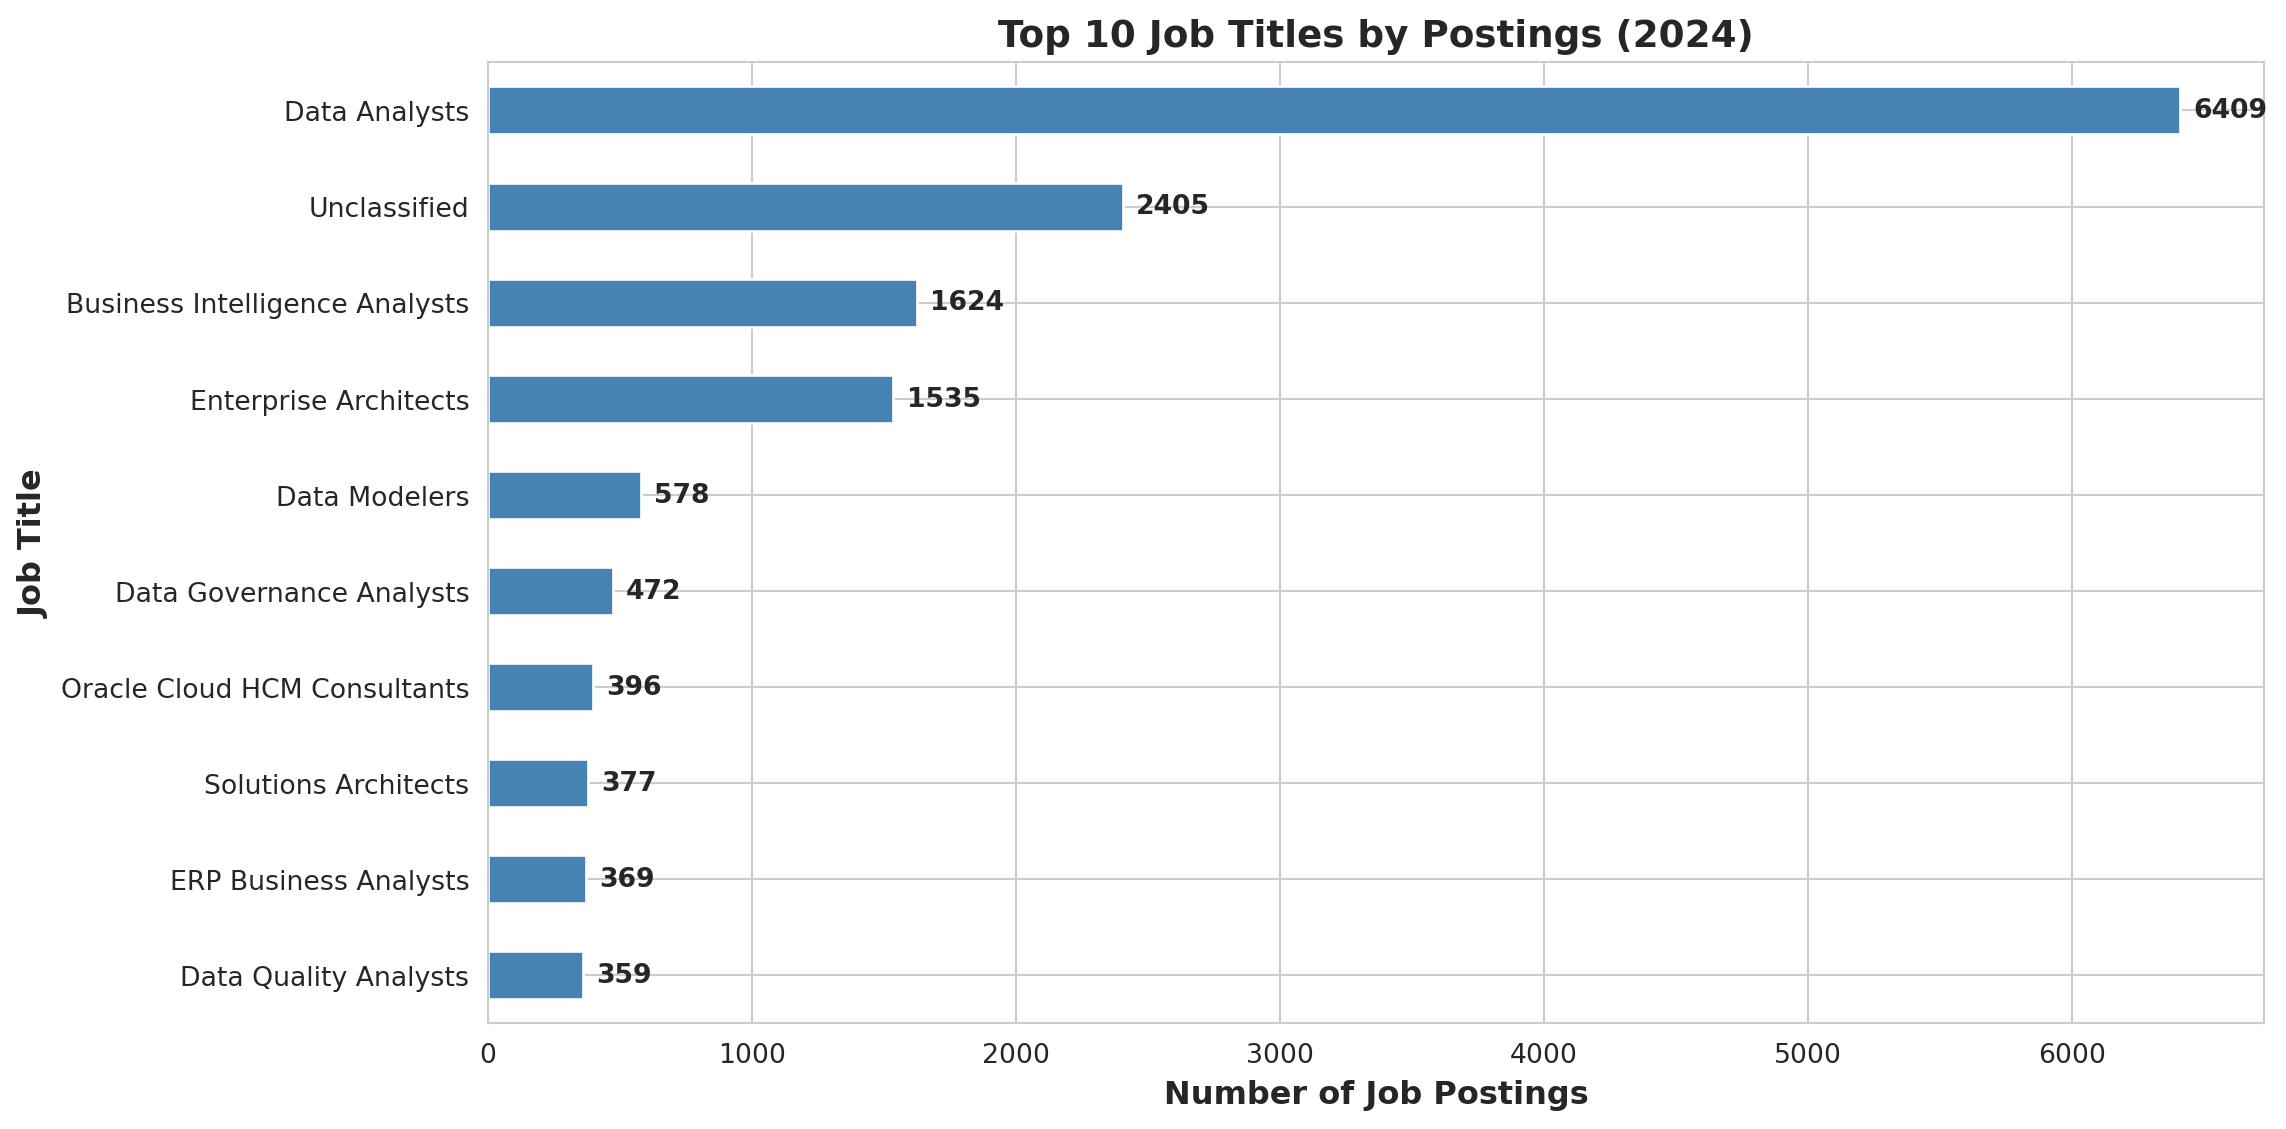 Top 10 Job Titles by Postings (2024)
Data Analysts 6409
Unclassified 2405
Business Intelligence Analysts 1624
Enterprise Architects 1535
Data Modelers 578
Data Governance Analysts 472
Oracle Cloud HCM Consultants 396
Solutions Architects 377
ERP Business Analysts 369
Data Quality Analysts 359
Job Title
0 1000 2000 3000 4000 5000 6000
Number of Job Postings